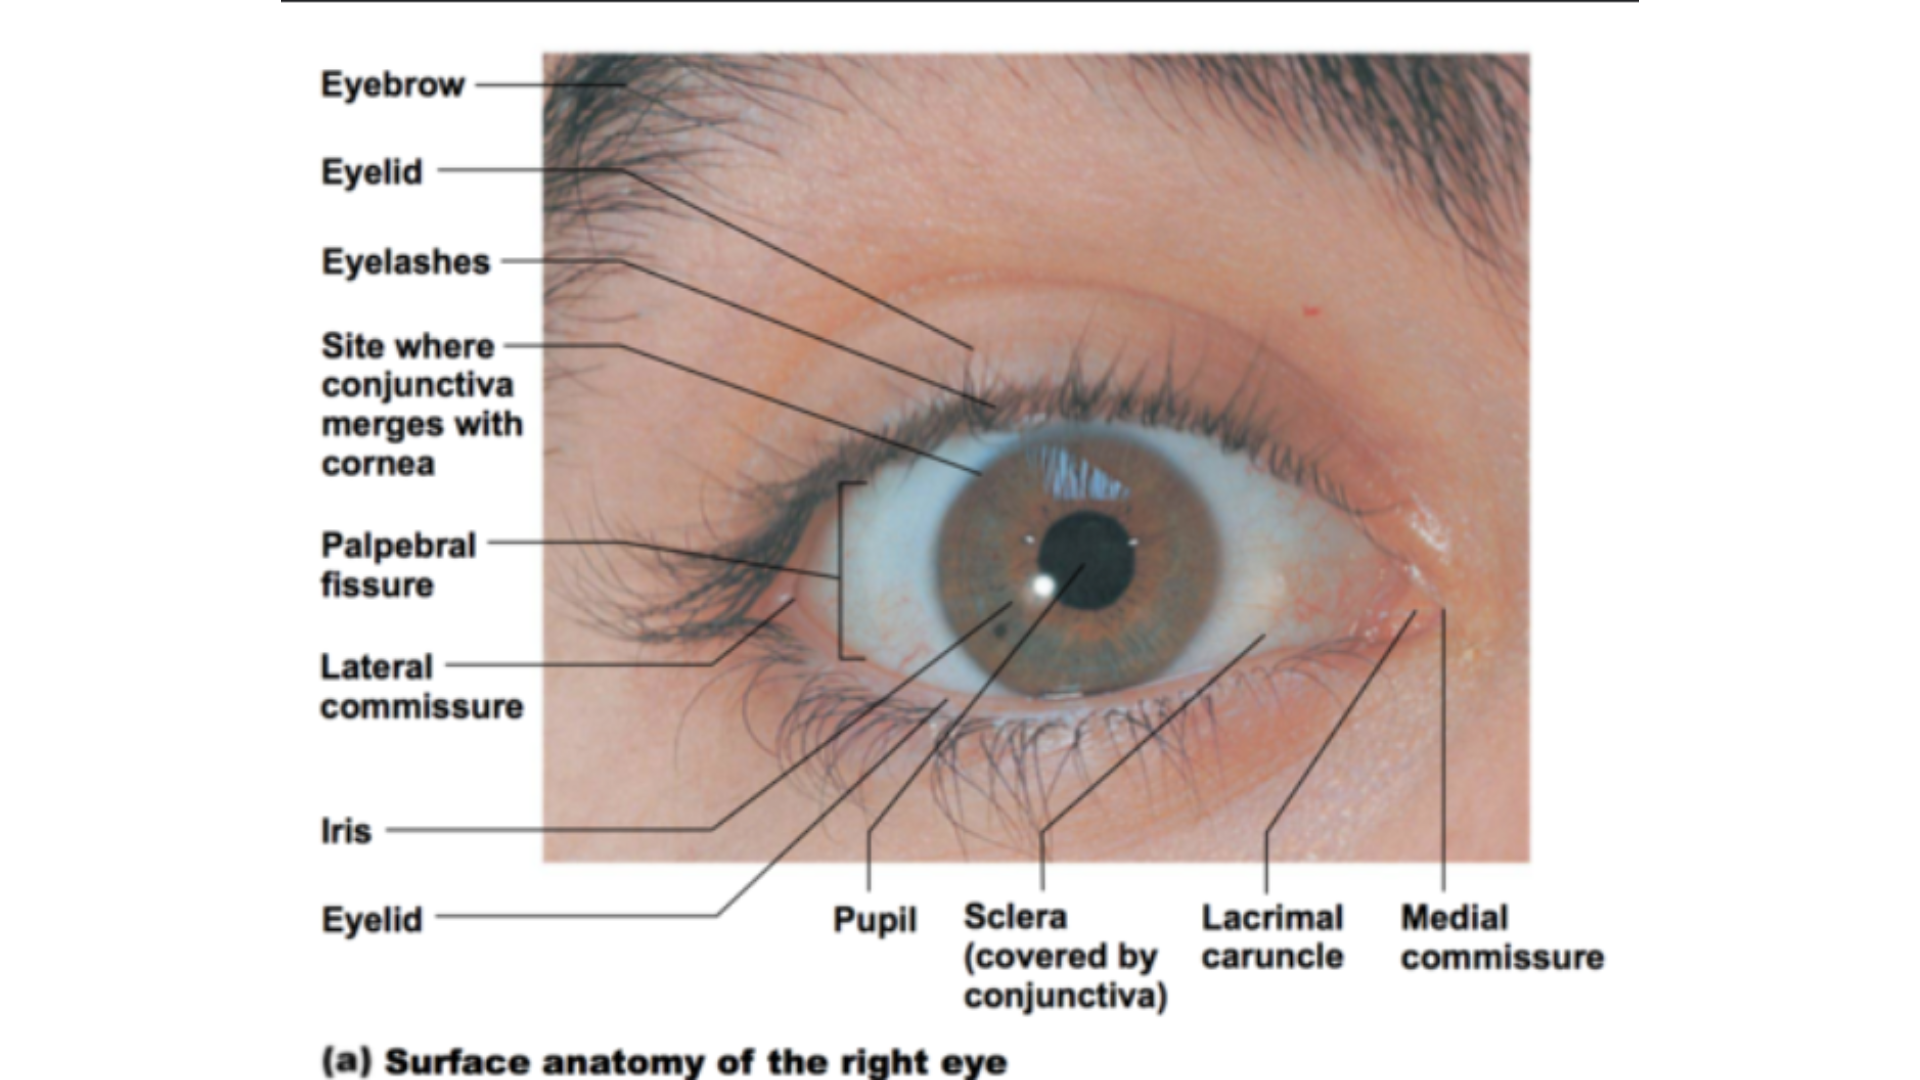 Eyebrow
Eyelid
Eyelashes
Site where
conjunctiva
merges with
cornea
Palpebral
fissure
Lateral
commissure
Iris
Eyelid
Pupil
Sclera
(covered by
conjunctiva)
Lacrimal
caruncle
Medial
commissure
(a) Surface anatomy of the right eye